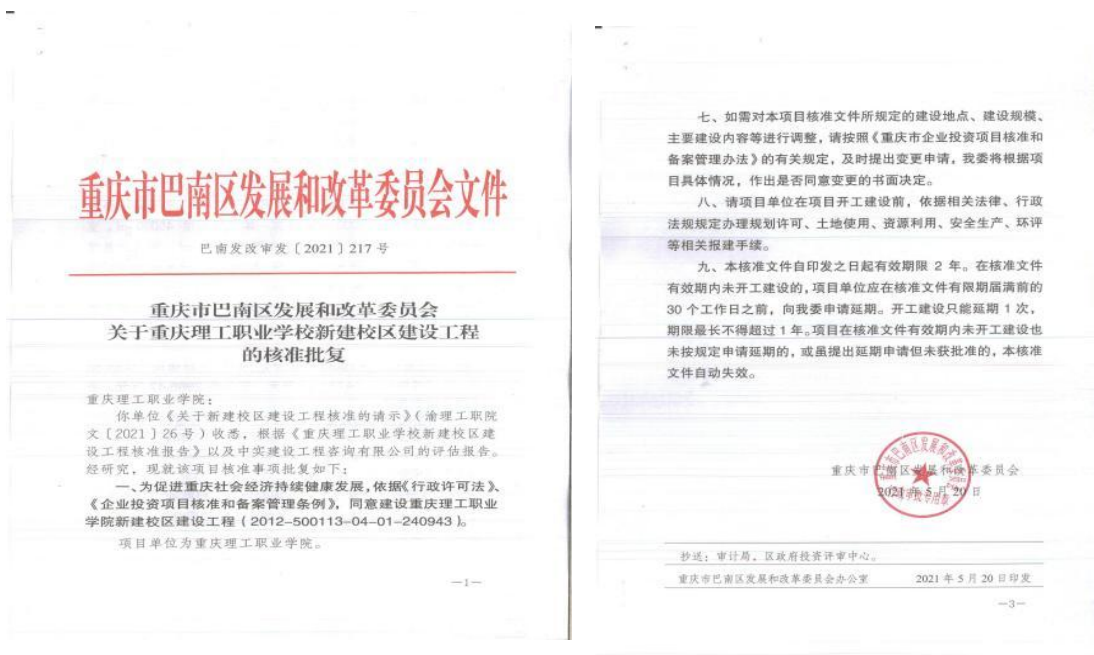 重庆市巴南区发展和改革委员会文件
巴南发改审发〔2021〕217号
重庆市巴南区发展和改革委员会
关于重庆理工职业学校新建校区建设工程
的核准批复
重庆理工职业学院：
你单位《关于新建校区建设工程核准的请示》（渝理工职院
文〔2021〕26号）收悉，根据《重庆理工职业学校新建校区建
设工程核准报告》以及中实建设工程咨询有限公司的评估报告。
经研究，现就该项目核准事项批复如下：
一、为促进重庆社会经济持续健康发展，依据《行政许可法》、
《企业投资项目核准和备案管理条例》，同意建设重庆理工职业
学院新建校区建设工程（2012-500113-04-01-240943）。
项目单位为重庆理工职业学院。
—1—
七、如需对本项目核准文件所规定的建设地点、建设规模、
主要建设内容等进行调整，请按照《重庆市企业投资项目核准和
备案管理办法》的有关规定，及时提出变更申请，我委将根据项
目具体情况，作出是否同意变更的书面决定。
八、请项目单位在项目开工建设前，依据相关法律、行政
法规规定办理规划许可、土地使用、资源利用、安全生产、环评
等相关报建手续。
九、本核准文件自印发之日起有效期限 2 年。在核准文件
有效期内未开工建设的，项目单位应在核准文件有限期届满前的
30 个工作日之前，向我委申请延期。开工建设只能延期 1 次，
期限最长不得超过 1 年。项目在核准文件有效期内未开工建设也
未按规定申请延期的，或虽提出延期申请但未获批准的，本核准
文件自动失效。
重庆市巴南区发展和改革委员会
2021年5月20日
抄送：审计局、区政府投资评审中心。
重庆市巴南区发展和改革委员会办公室 2021年5月20日印发
—3—